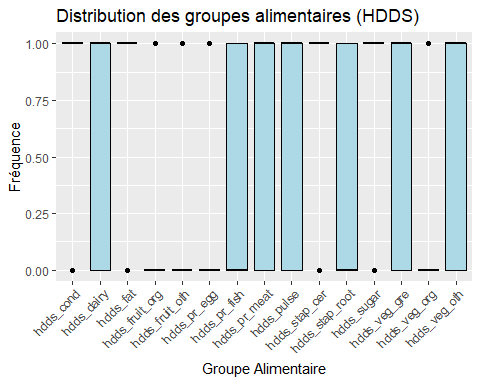 Distribution des groupes alimentaires (HDDS)
Fréquence
1.00
0.75
0.50
0.25
0.00
hdds_cond
hdds_dairy
hdds_fat
hdds_fruit_org
hdds_fruit_oth
hdds_pr_egg
hdds_pr_fish
hdds_pr_meat
hdds_pulse
hdds_stap_cer
hdds_stap_root
hdds_sugar
hdds_veg_gre
hdds_veg_org
hdds_veg_oth
Groupe Alimentaire